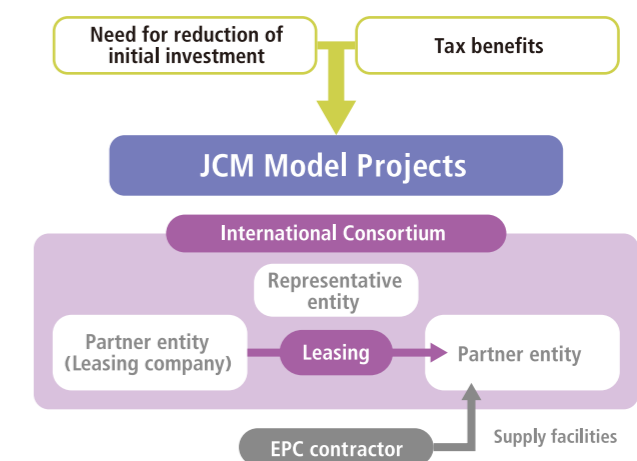 Need for reduction of
initial investment
Tax benefits
JCM Model Projects
International Consortium
Representative
entity
Partner entity
(Leasing company)
Leasing
Partner entity
EPC contractor
Supply facilities